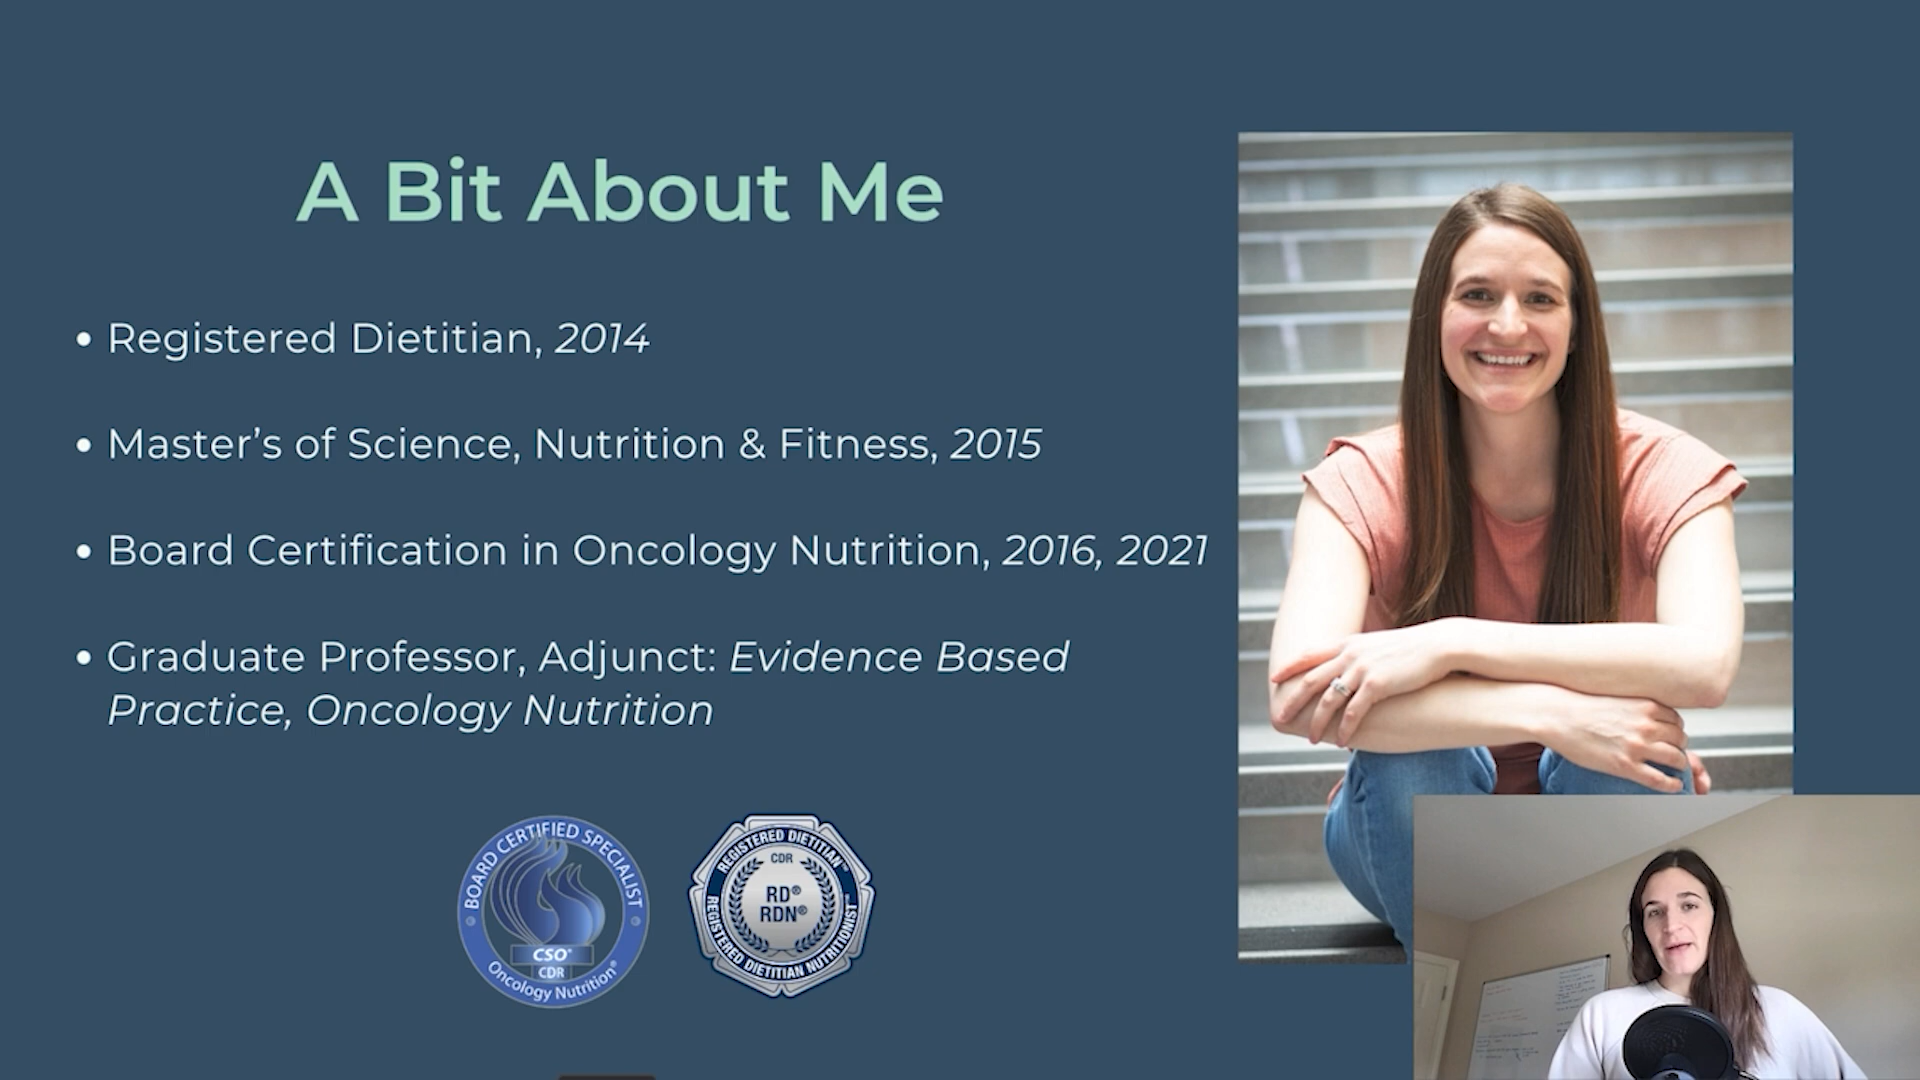 A Bit About Me
• Registered Dietitian, 2014
• Master’s of Science, Nutrition & Fitness, 2015
• Board Certification in Oncology Nutrition, 2016, 2021
• Graduate Professor, Adjunct: Evidence Based
Practice, Oncology Nutrition
BOARD CERTIFIED SPECIALIST
CSO®
CDR
Oncology Nutrition®
REGISTERED DIETITIAN™
CDR
RD®
RDN®
REGISTERED DIETITIAN NUTRITIONIST™